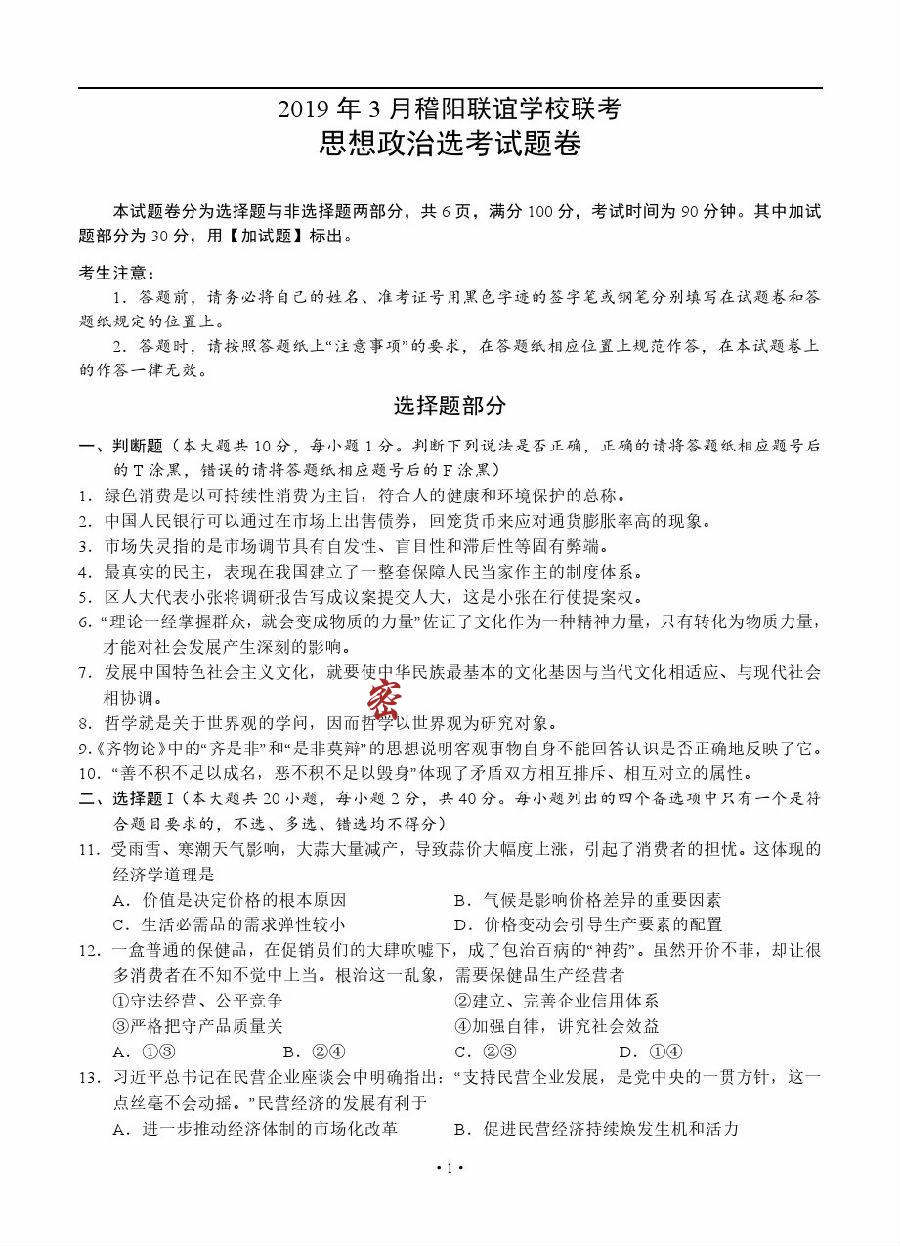 2019 年 3 月稽阳联谊学校联考
思想政治选考试题卷
本试题卷分为选择题与非选择题两部分，共 6 页，满分 100 分，考试时间为 90 分钟。其中加试
题部分为 30 分，用【加试题】标出。
考生注意：
1．答题前，请务必将自己的姓名、准考证号用黑色字迹的签字笔或钢笔分别填写在试题卷和答
题纸规定的位置上。
2．答题时，请按照答题纸上“注意事项”的要求，在答题纸相应位置上规范作答，在本试题卷上
的作答一律无效。
选择题部分
一、判断题（本大题共 10 分，每小题 1 分。判断下列说法是否正确，正确的请将答题纸相应题号后
的 T 涂黑，错误的请将答题纸相应题号后的 F 涂黑）
1．绿色消费是以可持续性消费为主旨，符合人的健康和环境保护的总称。
2．中国人民银行可以通过在市场上出售债券，回笼货币来应对通货膨胀率高的现象。
3．市场失灵指的是市场调节具有自发性、盲目性和滞后性等固有弊端。
4．最真实的民主，表现在我国建立了一整套保障人民当家作主的制度体系。
5．区人大代表小张将调研报告写成议案提交人大，这是小张在行使提案权。
6．“理论一经掌握群众，就会变成物质的力量”佐证了文化作为一种精神力量，只有转化为物质力量，
才能对社会发展产生深刻的影响。
7．发展中国特色社会主义文化，就要使中华民族最基本的文化基因与当代文化相适应、与现代社会
相协调。
密
8．哲学就是关于世界观的学问，因而哲学以世界观为研究对象。
9．《齐物论》中的“齐是非”和“是非莫辩”的思想说明客观事物自身不能回答认识是否正确地反映了它。
10．“善不积不足以成名，恶不积不足以毁身”体现了矛盾双方相互排斥、相互对立的属性。
二、选择题 I（本大题共 20 小题，每小题 2 分，共 40 分。每小题列出的四个备选项中只有一个是符
合题目要求的，不选、多选、错选均不得分）
11．受雨雪、寒潮天气影响，大蒜大量减产，导致蒜价大幅度上涨，引起了消费者的担忧。这体现的
经济学道理是
A．价值是决定价格的根本原因 B．气候是影响价格差异的重要因素
C．生活必需品的需求弹性较小 D．价格变动会引导生产要素的配置
12．一盒普通的保健品，在促销员们的大肆吹嘘下，成了包治百病的“神药”。虽然开价不菲，却让很
多消费者在不知不觉中上当。根治这一乱象，需要保健品生产经营者
①守法经营、公平竞争 ②建立、完善企业信用体系
③严格把守产品质量关 ④加强自律，讲究社会效益
A．①③ B．②④ C．②③ D．①④
13．习近平总书记在民营企业座谈会中明确指出：“支持民营企业发展，是党中央的一贯方针，这一
点丝毫不会动摇。”民营经济的发展有利于
A．进一步推动经济体制的市场化改革 B．促进民营经济持续焕发生机和活力
·1·